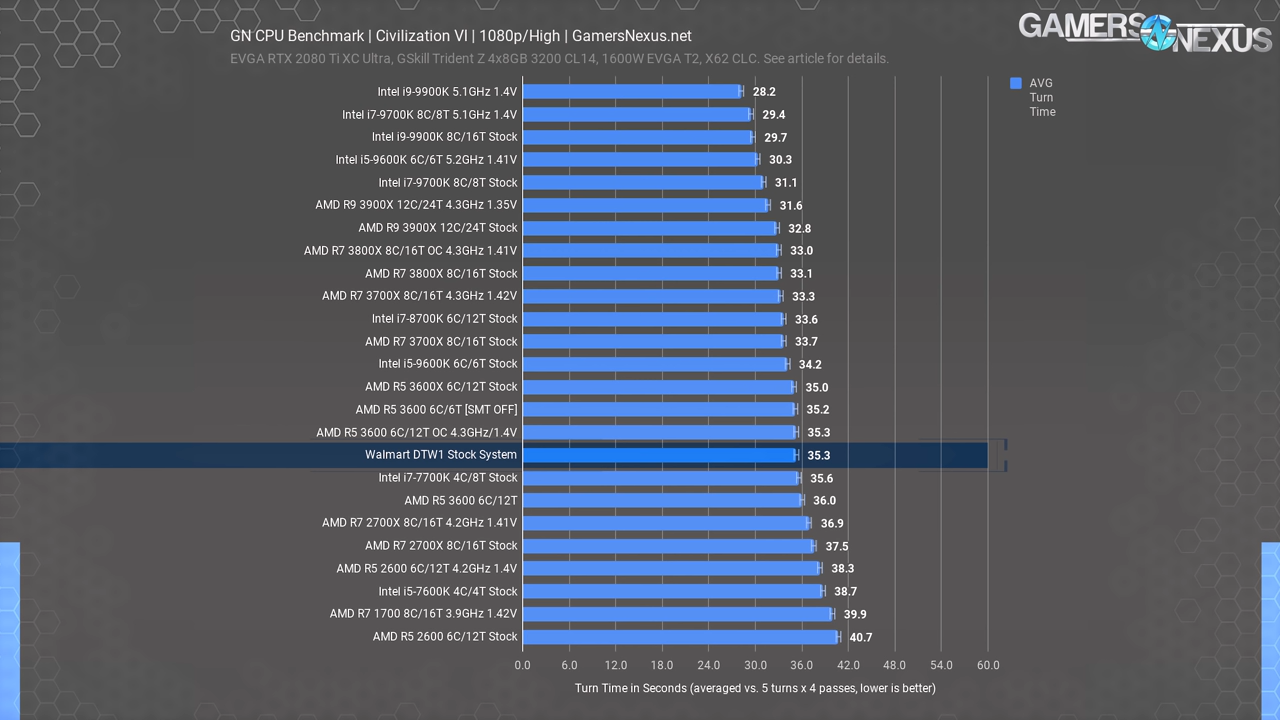 GN CPU Benchmark | Civilization VI | 1080p/High | GamersNexus.net
EVGA RTX 2080 Ti XC Ultra, GSkill Trident Z 4x8GB 3200 CL14, 1600W EVGA T2, X62 CLC. See article for details.
GAMERS NEXUS
AVG
Turn
Time
Intel i9-9900K 5.1GHz 1.4V 28.2
Intel i7-9700K 8C/8T 5.1GHz 1.4V 29.4
Intel i9-9900K 8C/16T Stock 29.7
Intel i5-9600K 6C/6T 5.2GHz 1.41V 30.3
Intel i7-9700K 8C/8T Stock 31.1
AMD R9 3900X 12C/24T 4.3GHz 1.35V 31.6
AMD R9 3900X 12C/24T Stock 32.8
AMD R7 3800X 8C/16T OC 4.3GHz 1.41V 33.0
AMD R7 3800X 8C/16T Stock 33.1
AMD R7 3700X 8C/16T 4.3GHz 1.42V 33.3
Intel i7-8700K 6C/12T Stock 33.6
AMD R7 3700X 8C/16T Stock 33.7
Intel i5-9600K 6C/6T Stock 34.2
AMD R5 3600X 6C/12T Stock 35.0
AMD R5 3600 6C/6T [SMT OFF] 35.2
AMD R5 3600 6C/12T OC 4.3GHz/1.4V 35.3
Walmart DTW1 Stock System 35.3
Intel i7-7700K 4C/8T Stock 35.6
AMD R5 3600 6C/12T 36.0
AMD R7 2700X 8C/16T 4.2GHz 1.41V 36.9
AMD R7 2700X 8C/16T Stock 37.5
AMD R5 2600 6C/12T 4.2GHz 1.4V 38.3
Intel i5-7600K 4C/4T Stock 38.7
AMD R7 1700 8C/16T 3.9GHz 1.42V 39.9
AMD R5 2600 6C/12T Stock 40.7
0.0 6.0 12.0 18.0 24.0 30.0 36.0 42.0 48.0 54.0 60.0
Turn Time in Seconds (averaged vs. 5 turns x 4 passes, lower is better)